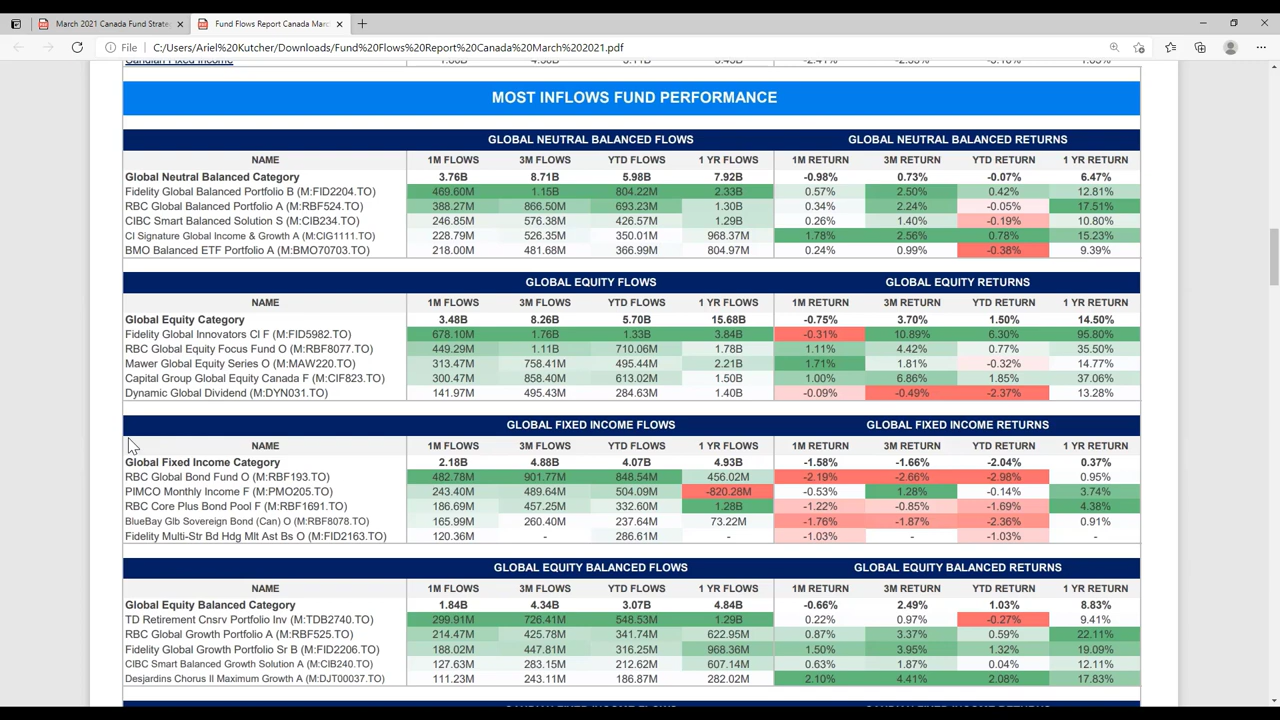 March 2021 Canada Fund Strate
Fund Flows Report Canada Marc
File C:/Users/Ariel%20Kutcher/Downloads/Fund%20Flows%20Report%20Canada%20March%202021.pdf
MOST INFLOWS FUND PERFORMANCE
GLOBAL NEUTRAL BALANCED FLOWS GLOBAL NEUTRAL BALANCED RETURNS
NAME 1M FLOWS 3M FLOWS YTD FLOWS 1 YR FLOWS 1M RETURN 3M RETURN YTD RETURN 1 YR RETURN
Global Neutral Balanced Category 3.76B 8.71B 5.98B 7.92B -0.98% 0.73% -0.07% 6.47%
Fidelity Global Balanced Portfolio B (M:FID2204.TO) 469.60M 1.15B 804.22M 2.33B 0.57% 2.50% 0.42% 12.81%
RBC Global Balanced Portfolio A (M:RBF524.TO) 388.27M 866.50M 693.23M 1.30B 0.34% 2.24% -0.05% 17.51%
CIBC Smart Balanced Solution S (M:CIB234.TO) 246.85M 576.38M 426.57M 1.29B 0.26% 1.40% -0.19% 10.80%
CI Signature Global Income & Growth A (M:CIG1111.TO) 228.79M 526.35M 350.01M 968.37M 1.78% 2.56% 0.78% 15.23%
BMO Balanced ETF Portfolio A (M:BMO70703.TO) 218.00M 481.68M 366.99M 804.97M 0.24% 0.99% -0.38% 9.39%
GLOBAL EQUITY FLOWS GLOBAL EQUITY RETURNS
NAME 1M FLOWS 3M FLOWS YTD FLOWS 1 YR FLOWS 1M RETURN 3M RETURN YTD RETURN 1 YR RETURN
Global Equity Category 3.48B 8.26B 5.70B 15.68B -0.75% 3.70% 1.50% 14.50%
Fidelity Global Innovators Cl F (M:FID5982.TO) 678.10M 1.76B 1.33B 3.84B -0.31% 10.89% 6.30% 95.80%
RBC Global Equity Focus Fund O (M:RBF8077.TO) 449.29M 1.11B 710.06M 1.78B 1.11% 4.42% 0.77% 35.50%
Mawer Global Equity Series O (M:MAW220.TO) 313.47M 758.41M 495.44M 2.21B 1.71% 1.81% -0.32% 14.77%
Capital Group Global Equity Canada F (M:CIF823.TO) 300.47M 858.40M 613.02M 1.50B 1.00% 6.86% 1.85% 37.06%
Dynamic Global Dividend (M:DYN031.TO) 141.97M 495.43M 284.63M 1.40B -0.09% -0.49% -2.37% 13.28%
GLOBAL FIXED INCOME FLOWS GLOBAL FIXED INCOME RETURNS
NAME 1M FLOWS 3M FLOWS YTD FLOWS 1 YR FLOWS 1M RETURN 3M RETURN YTD RETURN 1 YR RETURN
Global Fixed Income Category 2.18B 4.88B 4.07B 4.93B -1.58% -1.66% -2.04% 0.37%
RBC Global Bond Fund O (M:RBF193.TO) 482.78M 901.77M 848.54M 456.02M -2.19% -2.66% -2.98% 0.95%
PIMCO Monthly Income F (M:PMO205.TO) 243.40M 489.64M 504.09M -820.28M -0.53% 1.28% -0.14% 3.74%
RBC Core Plus Bond Pool F (M:RBF1691.TO) 186.69M 457.25M 332.60M 1.28B -1.22% -0.85% -1.69% 4.38%
BlueBay Glb Sovereign Bond (Can) O (M:RBF8078.TO) 165.99M 260.40M 237.64M 73.22M -1.76% -1.87% -2.36% 0.91%
Fidelity Multi-Str Bd Hdg Mlt Ast Bs O (M:FID2163.TO) 120.36M - 286.61M - -1.03% - -1.03% -
GLOBAL EQUITY BALANCED FLOWS GLOBAL EQUITY BALANCED RETURNS
NAME 1M FLOWS 3M FLOWS YTD FLOWS 1 YR FLOWS 1M RETURN 3M RETURN YTD RETURN 1 YR RETURN
Global Equity Balanced Category 1.84B 4.34B 3.07B 4.84B -0.66% 2.49% 1.03% 8.83%
TD Retirement Cnsrv Portfolio Inv (M:TDB2740.TO) 299.91M 726.41M 548.53M 1.29B 0.22% 0.97% -0.27% 9.41%
RBC Global Growth Portfolio A (M:RBF525.TO) 214.47M 425.78M 341.74M 622.95M 0.87% 3.37% 0.59% 22.11%
Fidelity Global Growth Portfolio Sr B (M:FID2206.TO) 188.02M 447.81M 316.25M 968.36M 1.50% 3.95% 1.32% 19.09%
CIBC Smart Balanced Growth Solution A (M:CIB240.TO) 127.63M 283.15M 212.62M 607.14M 0.63% 1.87% 0.04% 12.11%
Desjardins Chorus II Maximum Growth A (M:DJT00037.TO) 111.23M 243.11M 186.87M 282.02M 2.10% 4.41% 2.08% 17.83%